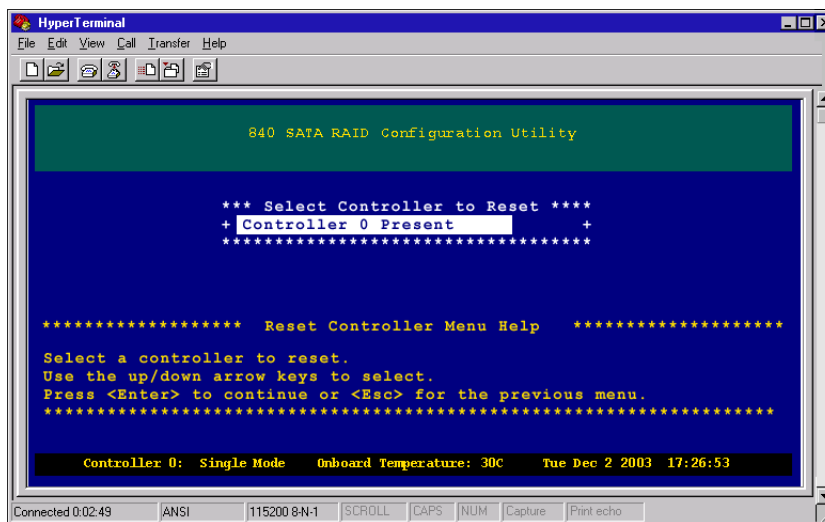 HyperTerminal
File Edit View Call Transfer Help
840 SATA RAID Configuration Utility
*** Select Controller to Reset ****
+ Controller 0 Present +
***********************************
******************* Reset Controller Menu Help ********************
Select a controller to reset.
Use the up/down arrow keys to select.
Press <Enter> to continue or <Esc> for the previous menu.
*********************************************************************
Controller 0: Single Mode Onboard Temperature: 30C Tue Dec 2 2003 17:26:53
Connected 0:02:49 ANSI 115200 8-N-1 SCROLL CAPS NUM Capture Print echo